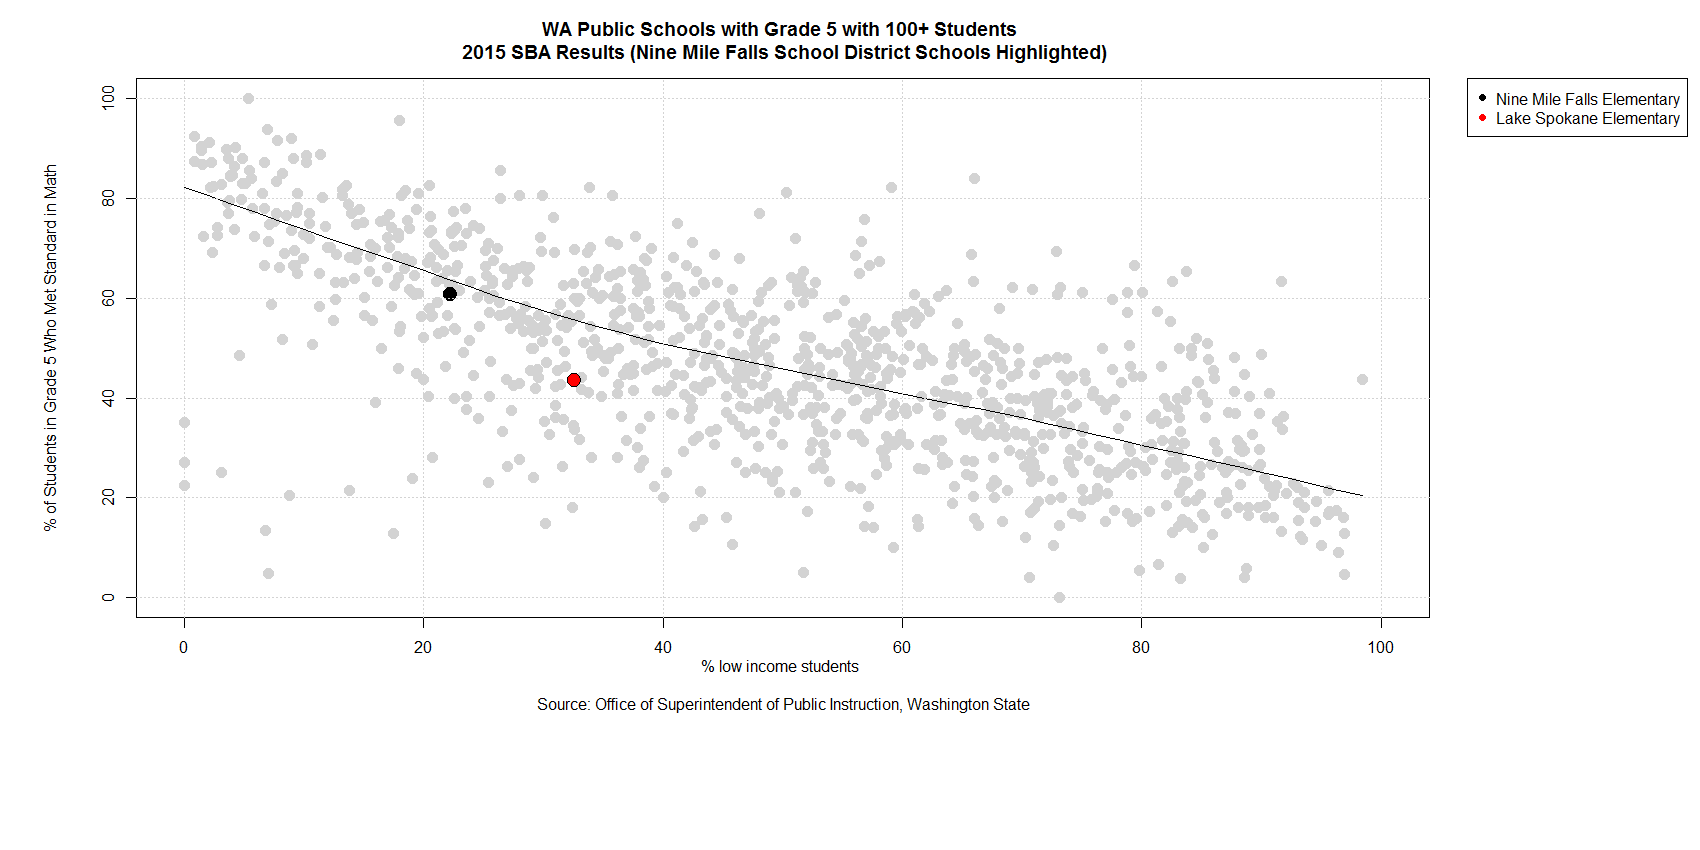 WA Public Schools with Grade 5 with 100+ Students
2015 SBA Results (Nine Mile Falls School District Schools Highlighted)
Nine Mile Falls Elementary
Lake Spokane Elementary
% of Students in Grade 5 Who Met Standard in Math
100
80
60
40
20
0
0 20 40 60 80 100
% low income students
Source: Office of Superintendent of Public Instruction, Washington State